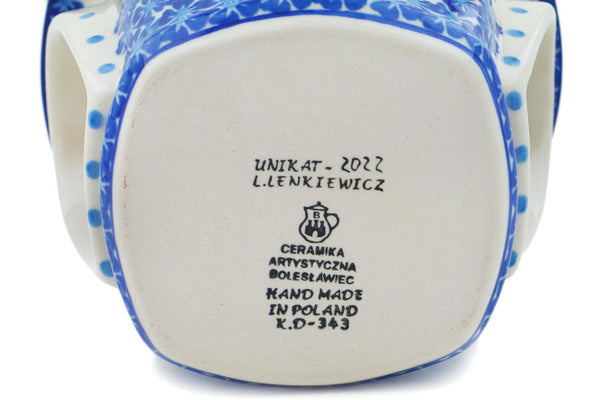 UNIKAT - 2022
L.LENKIEWICZ
B
CERAMIKA
ARTYSTYCZNA
BOLESŁAWIEC
HAND MADE
IN POLAND
K.D-343